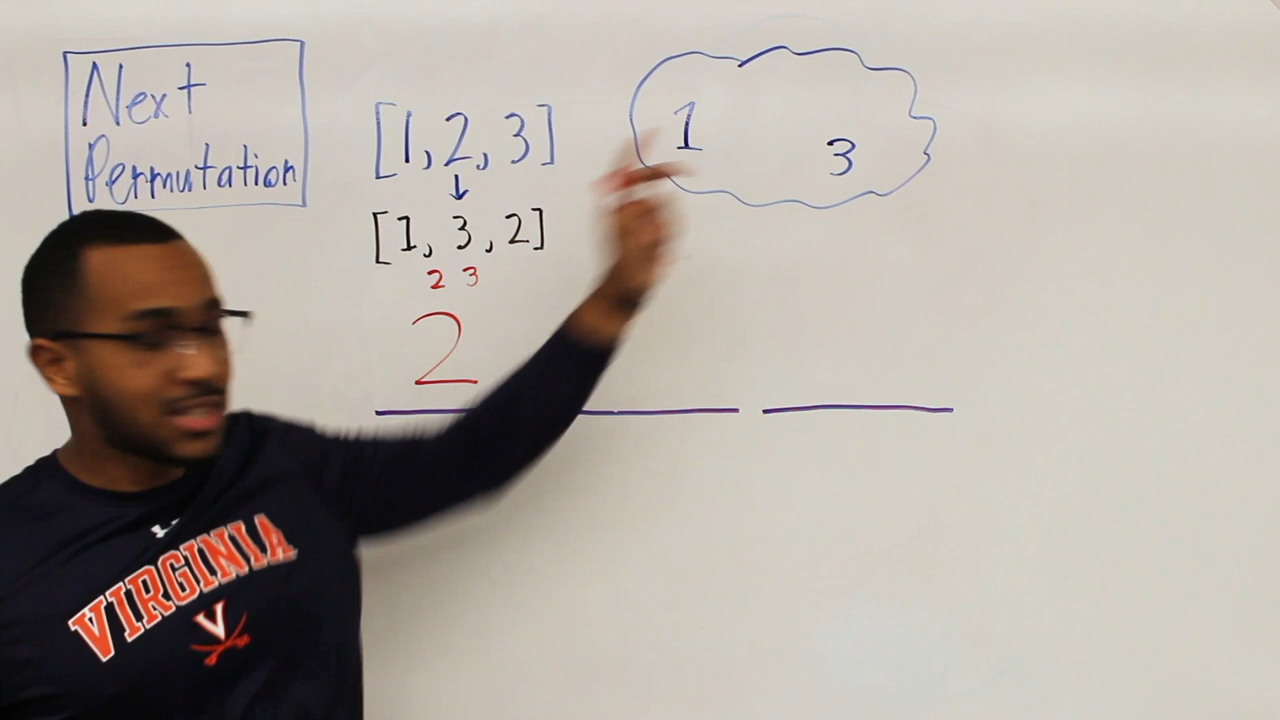 Next
Permutation
[1, 2, 3]
↓
[1, 3, 2]
2 3
2
1
3
VIRGINIA
V